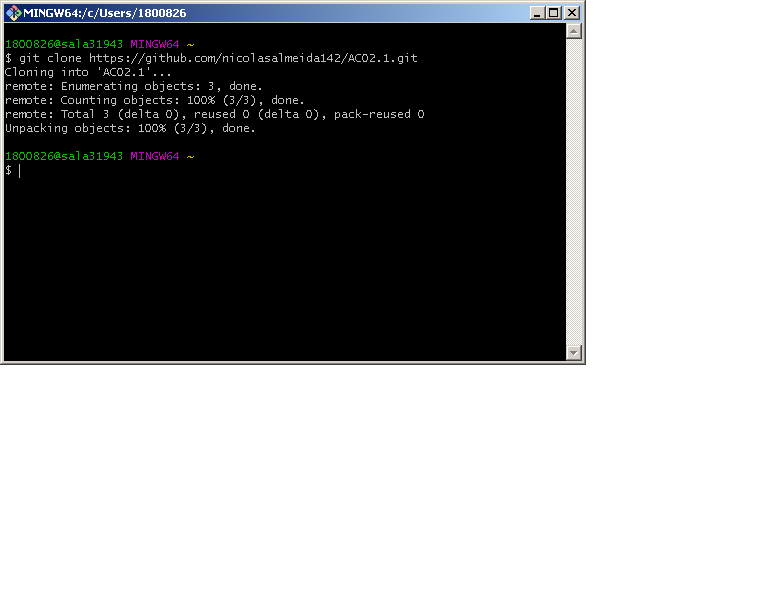 MINGW64:/c/Users/1800826
1800826@sala31943 MINGW64 ~
$ git clone https://github.com/nicolasalmeida142/AC02.1.git
Cloning into 'AC02.1'...
remote: Enumerating objects: 3, done.
remote: Counting objects: 100% (3/3), done.
remote: Total 3 (delta 0), reused 0 (delta 0), pack-reused 0
Unpacking objects: 100% (3/3), done.
1800826@sala31943 MINGW64 ~
$